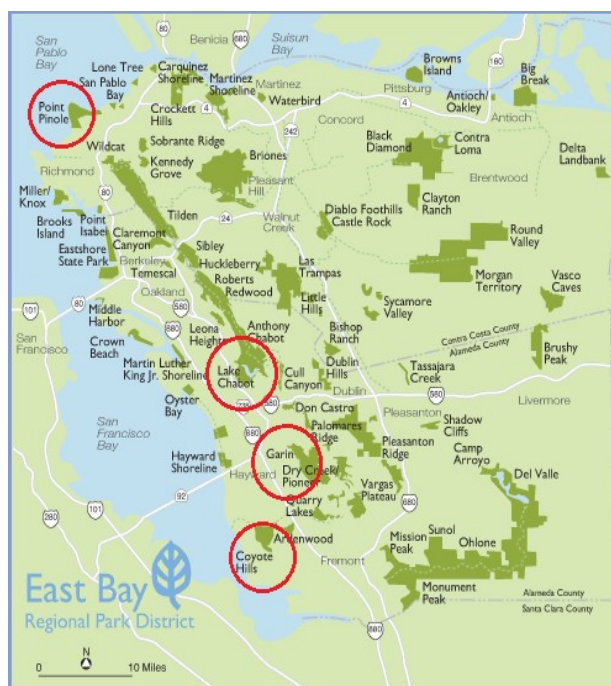 San
Pablo
Bay
Benicia
Suisun
Bay
80
680
Lone Tree
San Pablo
Bay
Carquinez
Shoreline
Martinez
Shoreline
Martinez
Waterbird
Browns
Island
Pittsburg
160
Big
Break
Antioch/
Oakley
Antioch
Point
Pinole
Crockett
Hills
4
4
Concord
242
Wildcat
Sobrante Ridge
Kennedy
Grove
Briones
Pleasant
Hill
Black
Diamond
Contra
Loma
Brentwood
Delta
Landbank
Richmond
Miller/
Knox
80
Clayton
Ranch
Brooks
Island
Point
Isabel
Tilden
24
Walnut
Creek
Diablo Foothills
Castle Rock
Round
Valley
Eastshore
State Park
Claremont
Canyon
Berkeley
Temescal
Sibley
Huckleberry
Roberts
Redwood
Las
Trampas
Morgan
Territory
Vasco
Caves
Oakland
580
Little
Hills
Sycamore
Valley
101
80
San
Francisco
Middle
Harbor
880
Leona
Heights
Anthony
Chabot
Bishop
Ranch
Contra Costa County
Alameda County
Brushy
Peak
Crown
Beach
Martin Luther
King Jr. Shoreline
Lake
Chabot
Cull
Canyon
Dublin
Hills
Dublin
Tassajara
Creek
580
Livermore
Oyster
Bay
238
580
Don Castro
Palomares
Ridge
Pleasanton
Shadow
Cliffs
San
Francisco
Bay
680
Garin
Dry Creek/
Pioneer
Pleasanton
Ridge
Camp
Arroyo
Del Valle
Hayward
Shoreline
Hayward
92
Vargas
Plateau
Quarry
Lakes
680
280
101
Ardenwood
Coyote
Hills
Fremont
Mission
Peak
Sunol
Ohlone
Monument
Peak
Alameda County
Santa Clara County
880
East Bay
Regional Park District
N
0 10 Miles